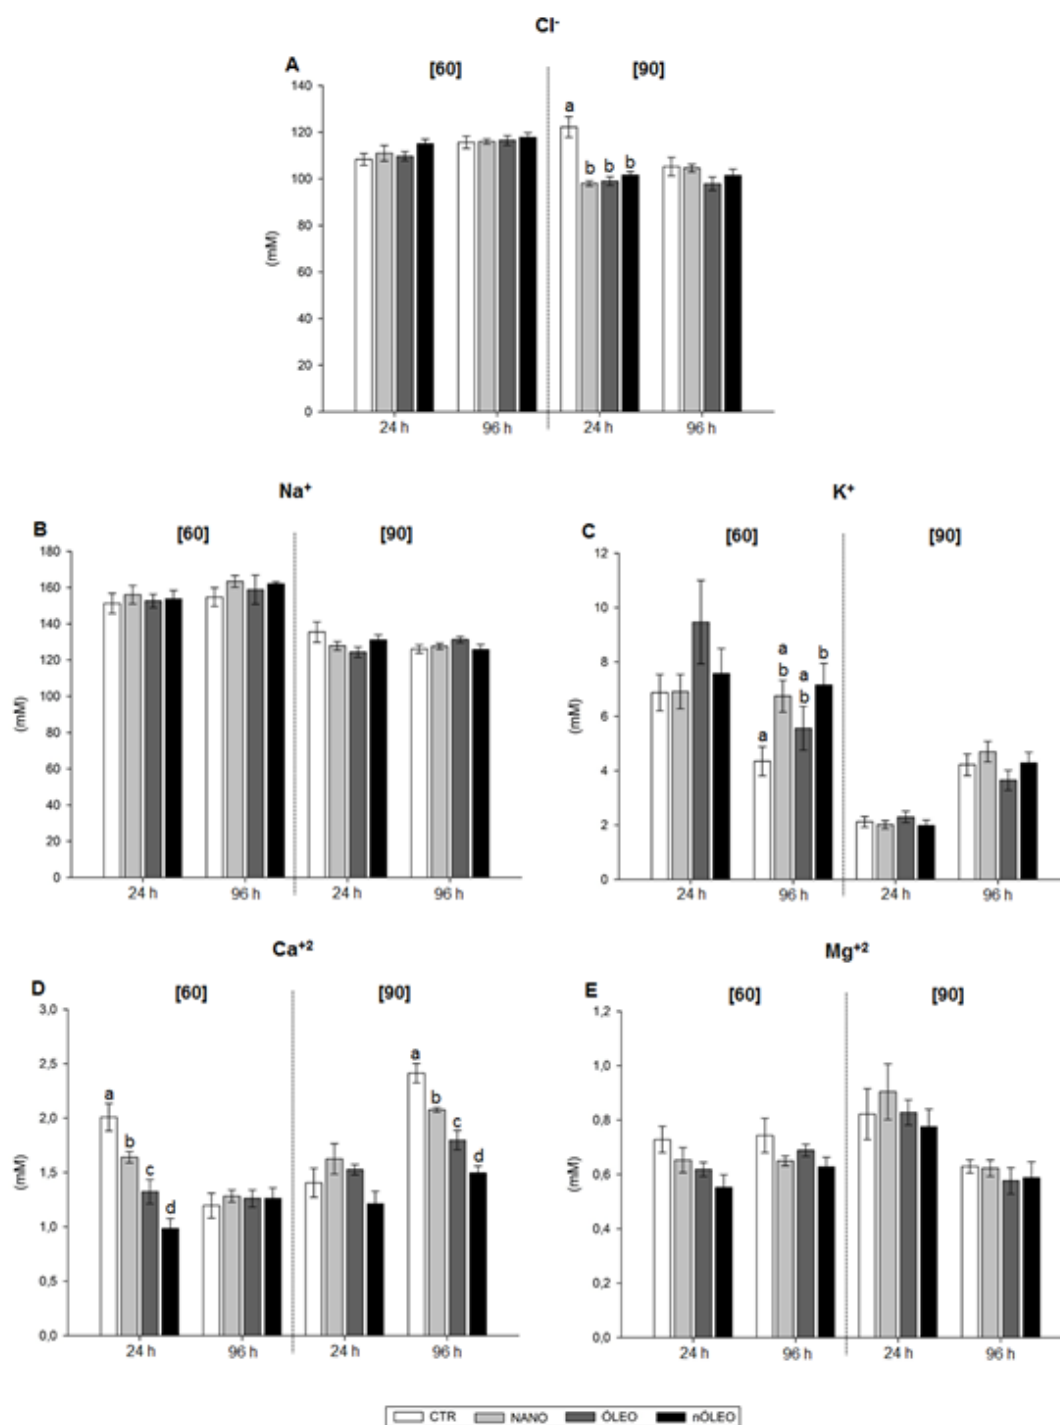 Cl-
A [60] [90]
140
120
100
80
60
40
20
0
(mM)
a
b b b
24 h 96 h 24 h 96 h
Na+
B [60] [90]
180
160
140
120
100
80
60
40
20
0
(mM)
24 h 96 h 24 h 96 h
K+
C [60] [90]
12
10
8
6
4
2
0
(mM)
a
a b
a b
b
24 h 96 h 24 h 96 h
Ca+2
D [60] [90]
3,0
2,5
2,0
1,5
1,0
0,5
0,0
(mM)
a b c d
a b c d
24 h 96 h 24 h 96 h
Mg+2
E [60] [90]
1,2
1,0
0,8
0,6
0,4
0,2
0,0
(mM)
24 h 96 h 24 h 96 h
CTR NANO ÓLEO nÓLEO